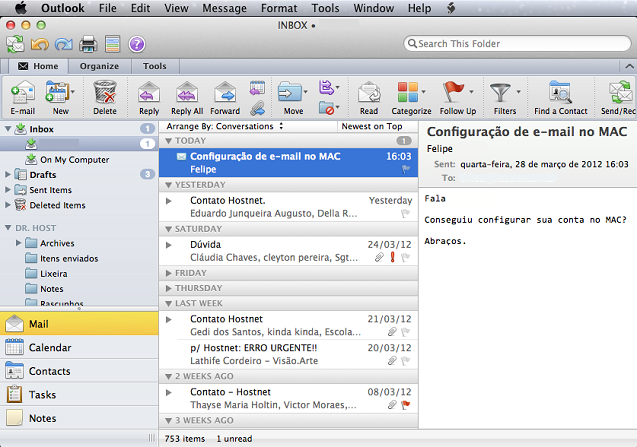 Outlook File Edit View Message Format Tools Window Help
INBOX •
Search This Folder
Home Organize Tools
E-mail New Delete Reply Reply All Forward Move Read Categorize Follow Up Filters Find a Contact Send/Rec
Inbox 1
1
On My Computer
Drafts 3
Sent Items
Deleted Items
DR. HOST
Archives
Itens enviados
Lixeira
Notes
Rascunhos
Mail
Calendar
Contacts
Tasks
Notes
Arrange By: Conversations Newest on Top
TODAY 1
Configuração de e-mail no MAC 16:03
Felipe
YESTERDAY
Contato Hostnet. Yesterday
Eduardo Junqueira Augusto, Della R...
SATURDAY
Dúvida 24/03/12
Cláudia Chaves, cleyton pereira, Sgt...
FRIDAY
THURSDAY
LAST WEEK
Contato Hostnet 21/03/12
Gedi dos Santos, kinda kinda, Escola...
p/ Hostnet: ERRO URGENTE!! 20/03/12
Lathife Cordeiro - Visão.Arte
2 WEEKS AGO
Contato - Hostnet 08/03/12
Thayse Maria Holtin, Victor Moraes,...
3 WEEKS AGO
753 items 1 unread
Configuração de e-mail no MAC
Felipe
Sent: quarta-feira, 28 de março de 2012 16:03
To:
Fala
Conseguiu configurar sua conta no MAC?
Abraços.